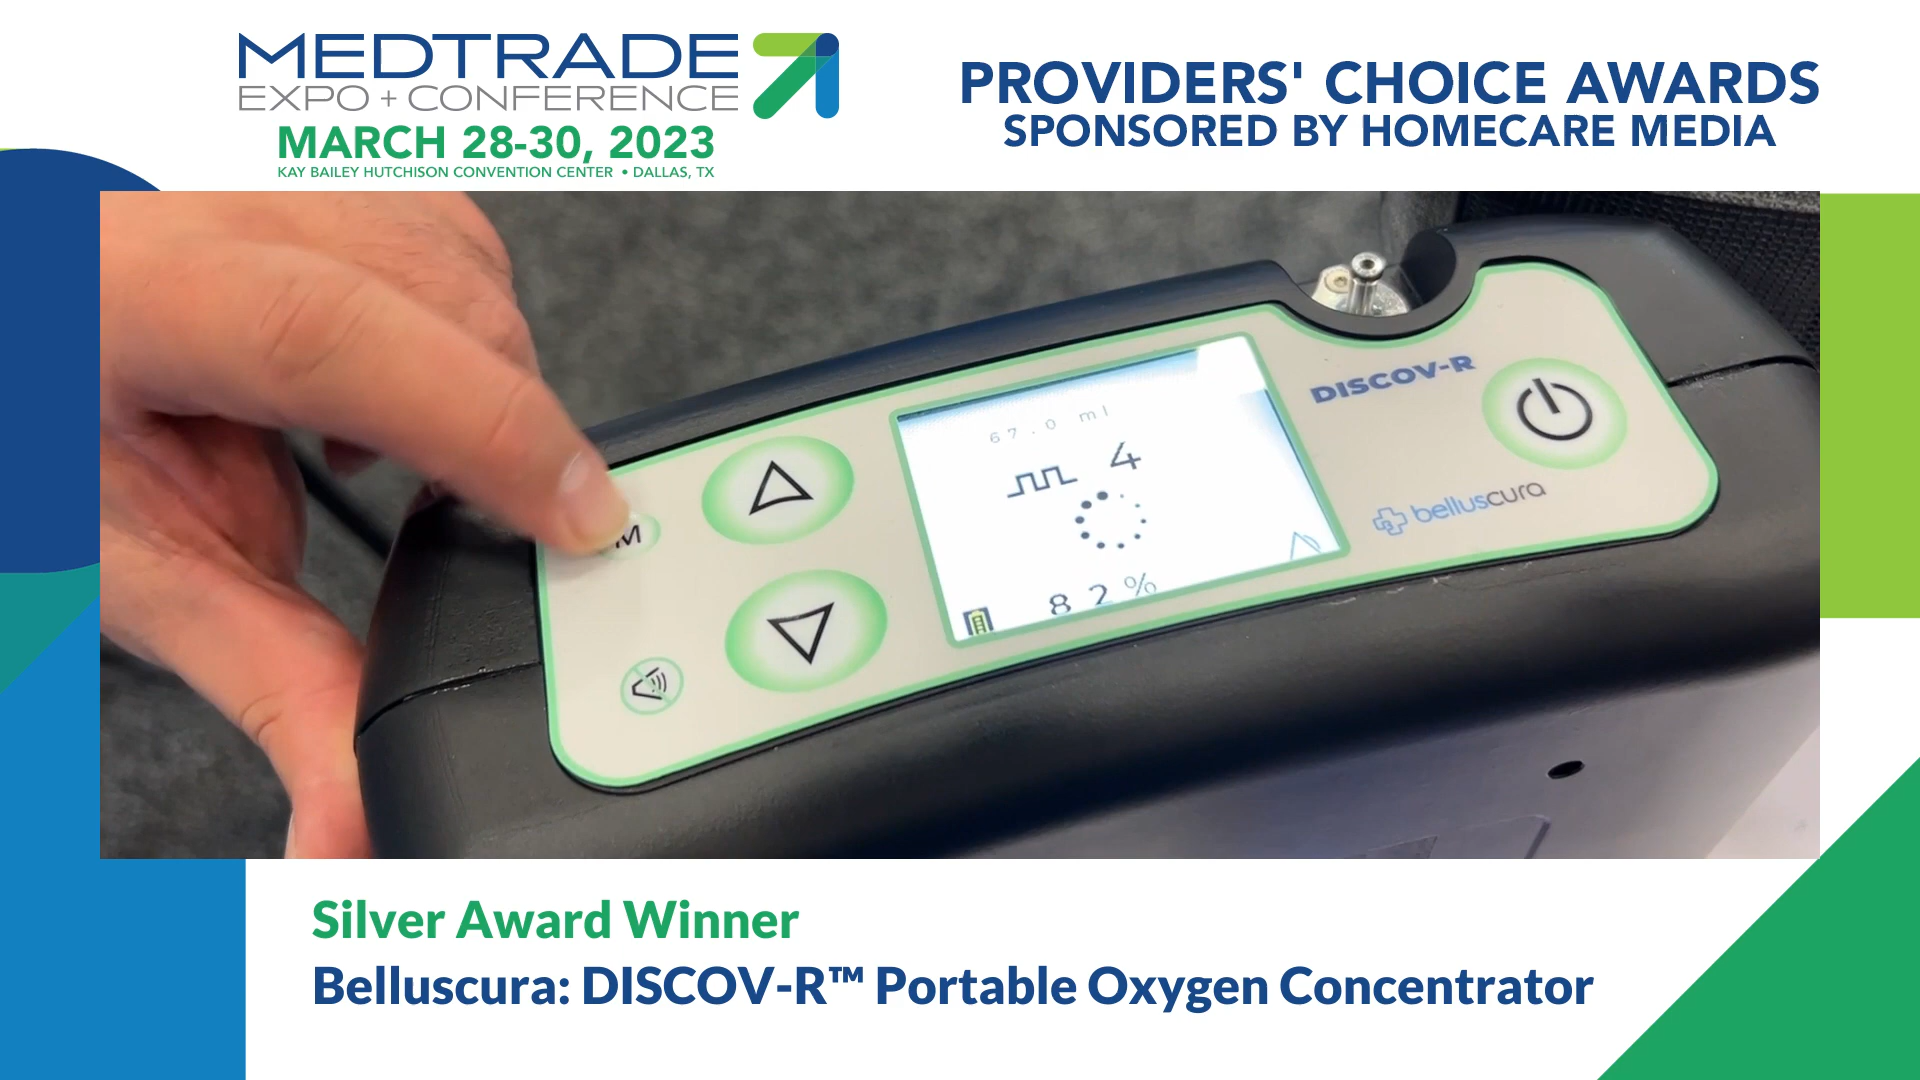 MEDTRADE
EXPO + CONFERENCE
MARCH 28-30, 2023
KAY BAILEY HUTCHISON CONVENTION CENTER • DALLAS, TX
PROVIDERS' CHOICE AWARDS
SPONSORED BY HOMECARE MEDIA
67.0 ml
4
82%
M
DISCOV-R
belluscura
Silver Award Winner
Belluscura: DISCOV-R™ Portable Oxygen Concentrator